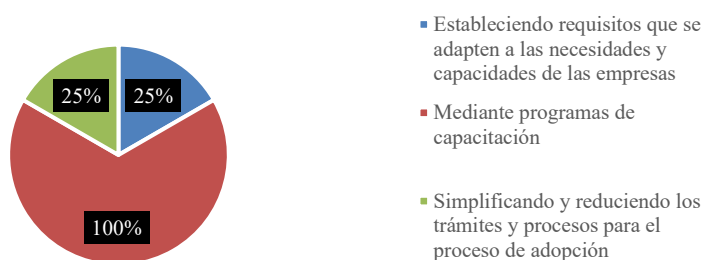 25%
25%
100%
Estableciendo requisitos que se
adapten a las necesidades y
capacidades de las empresas
Mediante programas de
capacitación
Simplificando y reduciendo los
trámites y procesos para el
proceso de adopción